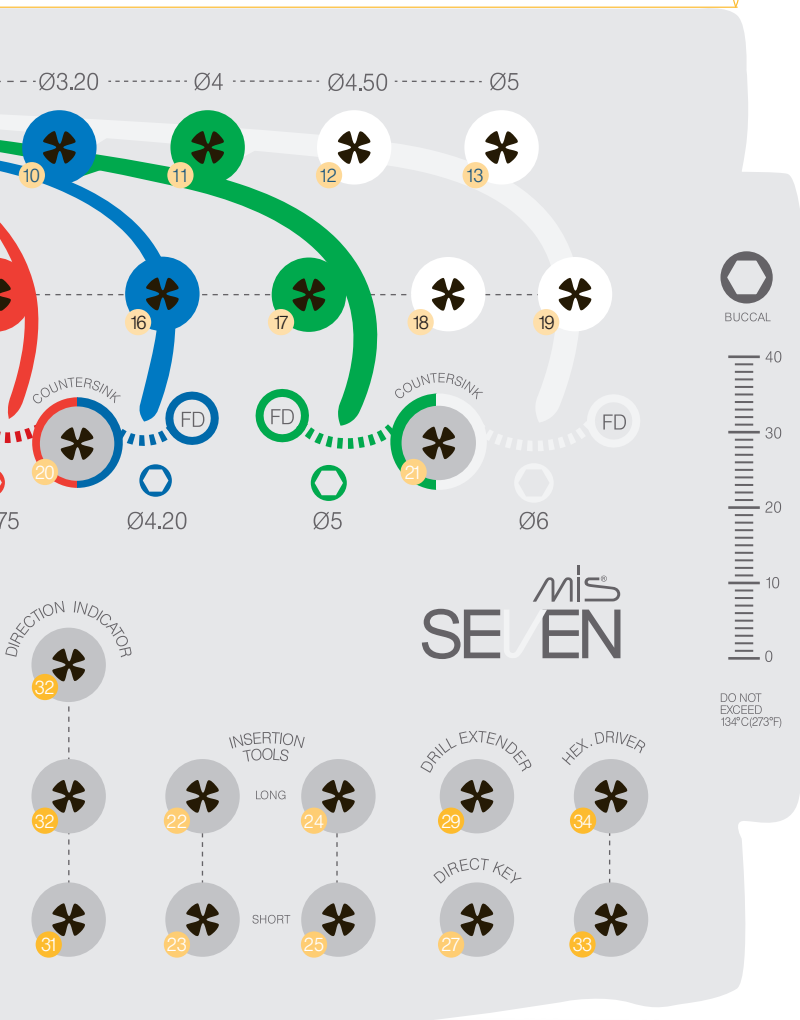 Ø3.20 Ø4 Ø4.50 Ø5
10 11 12 13
BUCCAL
16 17 18 19
40
30
20
10
0
COUNTERSINK
COUNTERSINK
FD FD FD
20 21
75 Ø4.20 Ø5 Ø6
mis®
SEVEN
DIRECTION INDICATOR
32
DO NOT
EXCEED
134°C(273°F)
INSERTION
TOOLS
DRILL EXTENDER
HEX. DRIVER
LONG
32 22 24 29 34
DIRECT KEY
SHORT
31 23 25 27 33